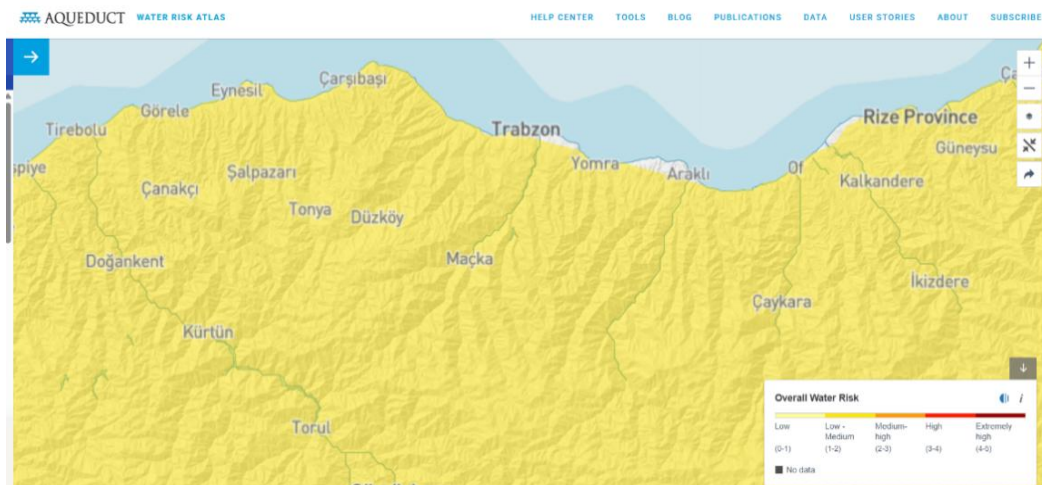 AQUEDUCT WATER RISK ATLAS
HELP CENTER TOOLS BLOG PUBLICATIONS DATA USER STORIES ABOUT SUBSCRIBE
Çarşıbaşı
Eynesil
Görele
Tirebolu
Trabzon
Rize Province
Güneysu
Yomra
Araklı
Of
Kalkandere
Şalpazarı
Çanakçı
Tonya
Düzköy
Doğankent
Maçka
İkizdere
Çaykara
Kürtün
Torul
Overall Water Risk
Low
Low - Medium
Medium-high
High
Extremely high
(0-1)
(1-2)
(2-3)
(3-4)
(4-5)
No data